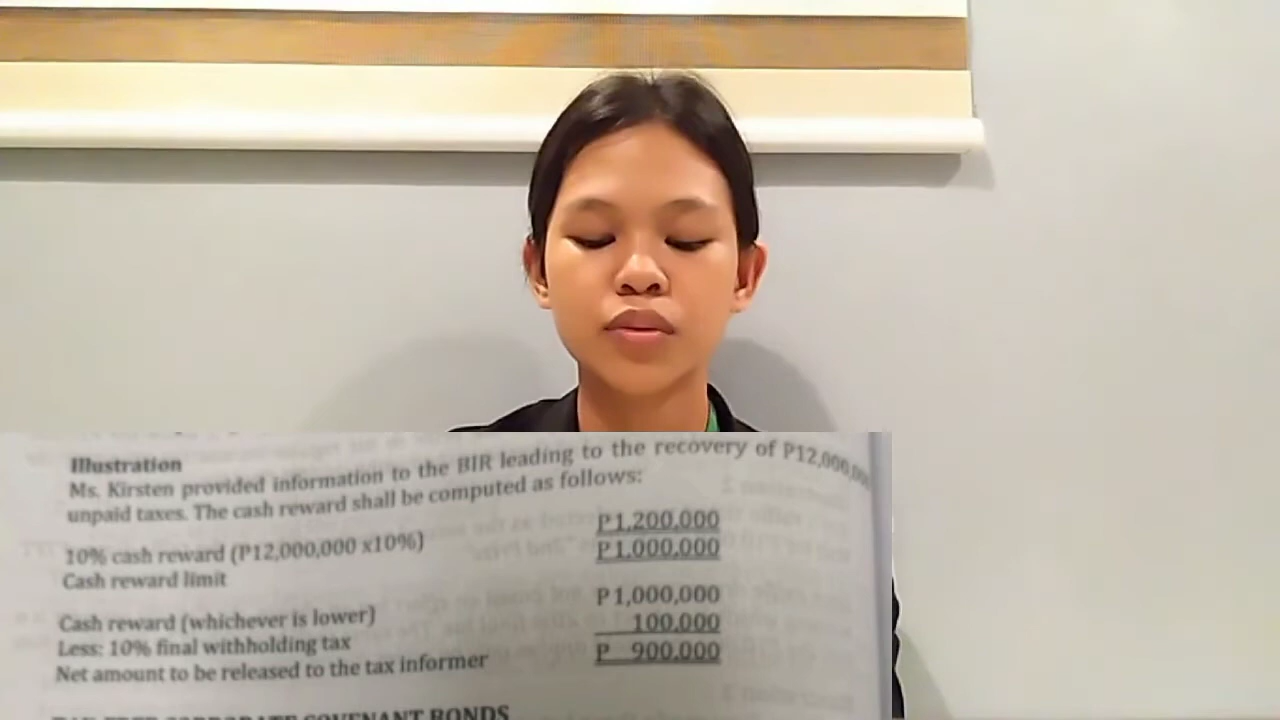 Illustration
Ms. Kirsten provided information to the BIR leading to the recovery of P12,000,000
unpaid taxes. The cash reward shall be computed as follows:
10% cash reward (P12,000,000 x10%) P1,200,000
Cash reward limit P1,000,000
Cash reward (whichever is lower) P1,000,000
Less: 10% final withholding tax 100,000
Net amount to be released to the tax informer P 900,000
CORPORATE COVENANT BONDS